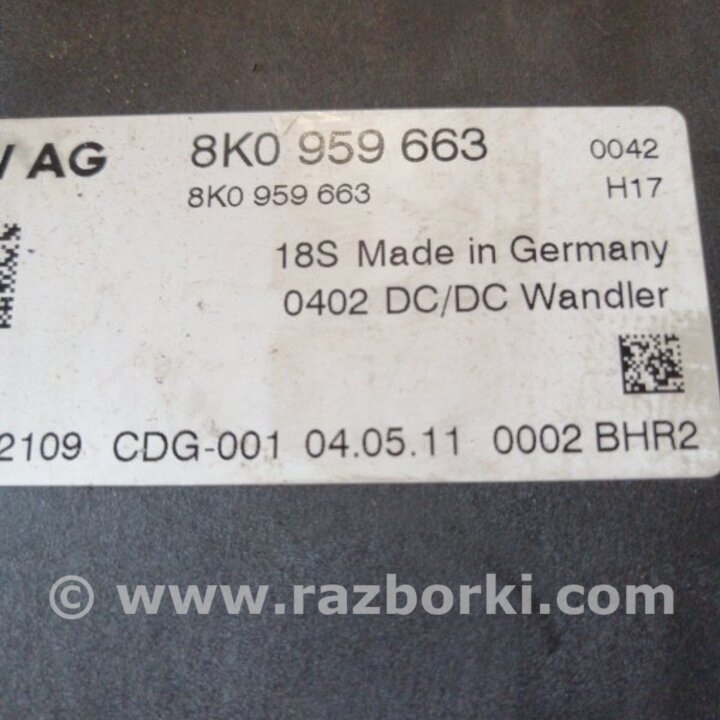 AG 8K0 959 663 0042
8K0 959 663 H17
18S Made in Germany
0402 DC/DC Wandler
2109 CDG-001 04.05.11 0002 BHR2
© www.razborki.com